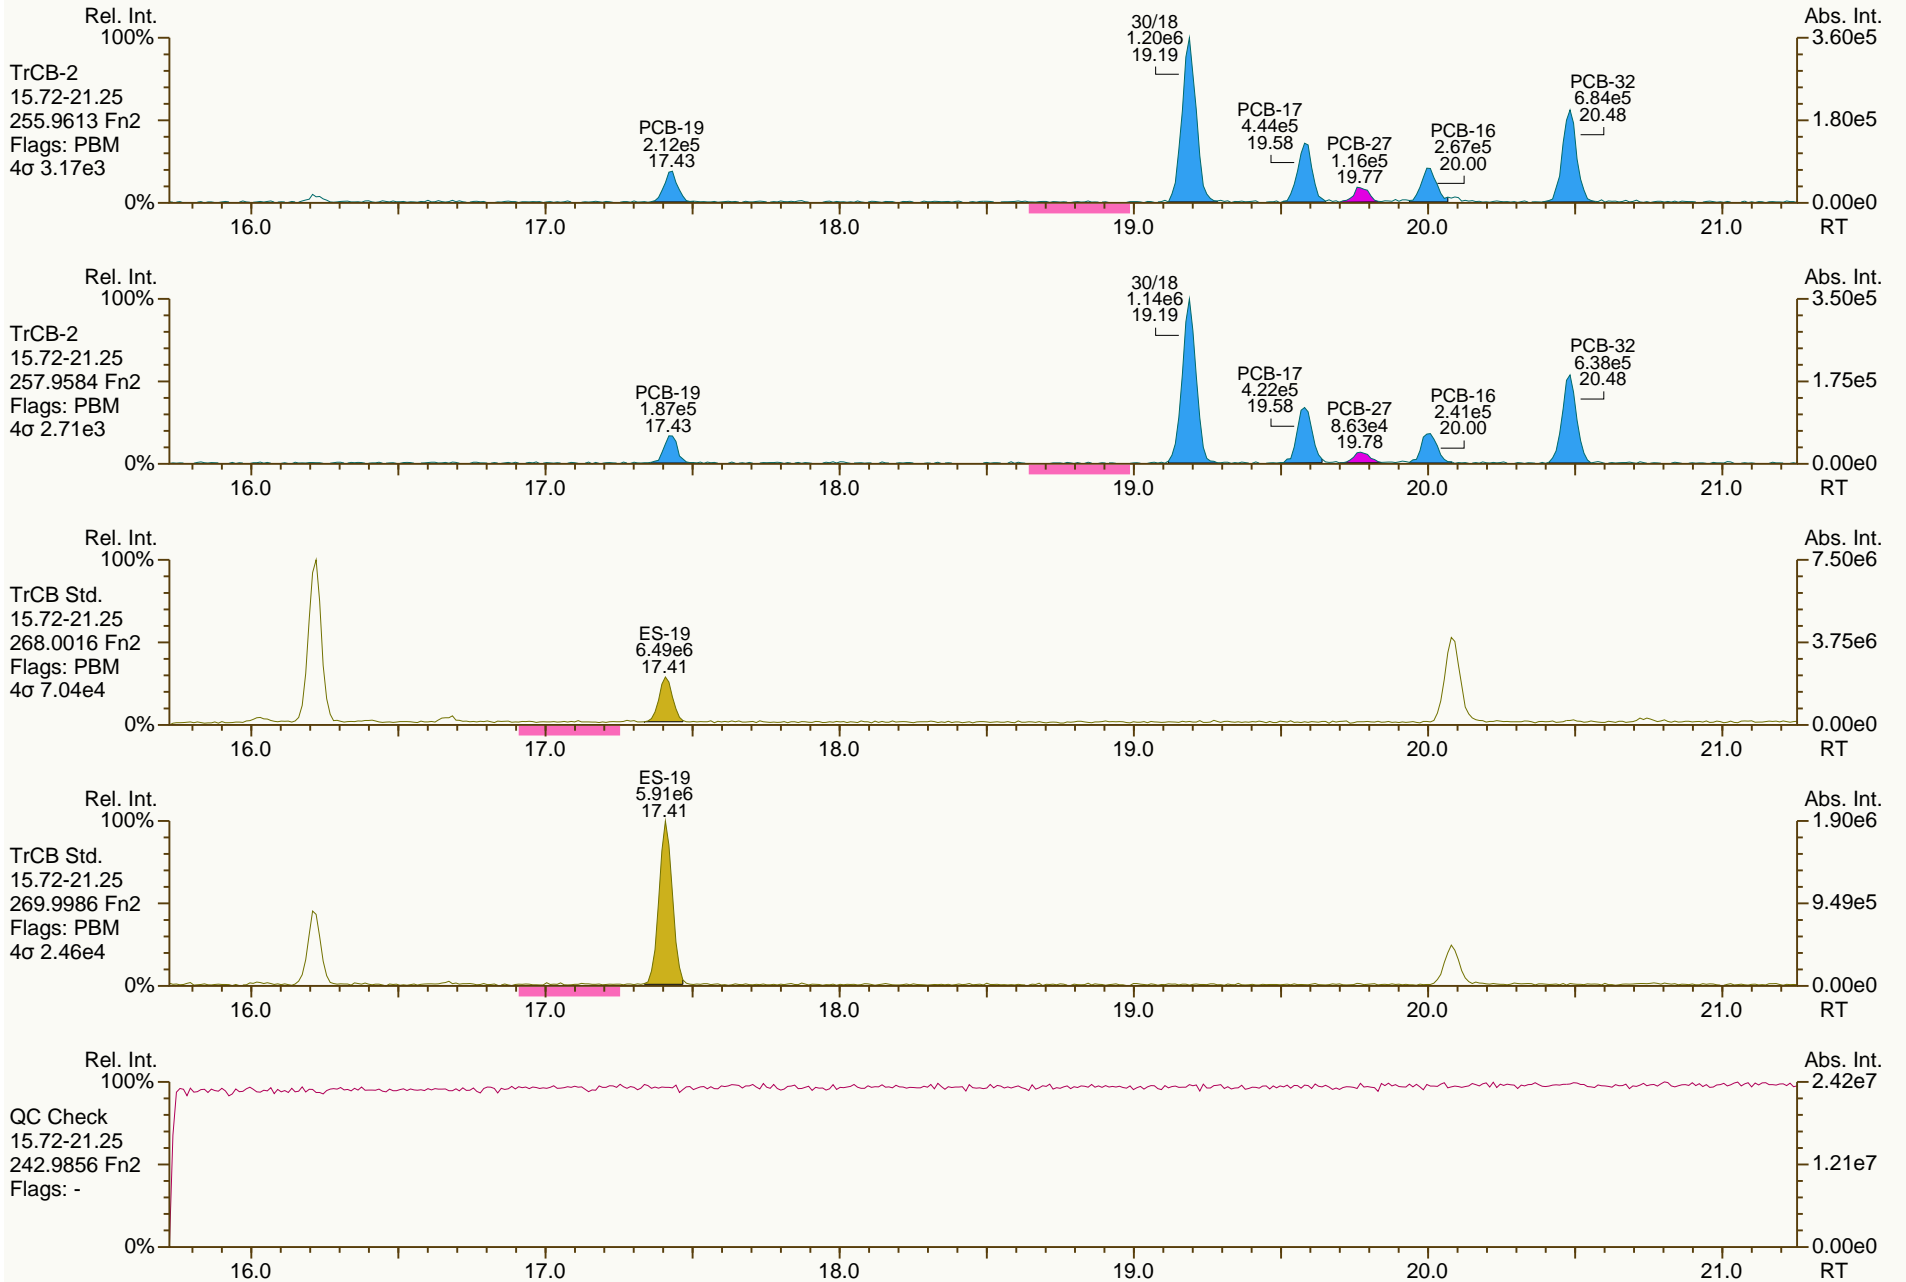 Rel. Int.
Abs. Int.
100%
3.60e5
TrCB-2
15.72-21.25
255.9613 Fn2
Flags: PBM
4σ 3.17e3
1.80e5
0%
0.00e0
PCB-19
2.12e5
17.43
30/18
1.20e6
19.19
PCB-17
4.44e5
19.58
PCB-27
1.16e5
19.77
PCB-16
2.67e5
20.00
PCB-32
6.84e5
20.48
16.0 17.0 18.0 19.0 20.0 21.0 RT
Rel. Int.
Abs. Int.
100%
3.50e5
TrCB-2
15.72-21.25
257.9584 Fn2
Flags: PBM
4σ 2.71e3
1.75e5
0%
0.00e0
PCB-19
1.87e5
17.43
30/18
1.14e6
19.19
PCB-17
4.22e5
19.58
PCB-27
8.63e4
19.78
PCB-16
2.41e5
20.00
PCB-32
6.38e5
20.48
16.0 17.0 18.0 19.0 20.0 21.0 RT
Rel. Int.
Abs. Int.
100%
7.50e6
TrCB Std.
15.72-21.25
268.0016 Fn2
Flags: PBM
4σ 7.04e4
3.75e6
0%
0.00e0
ES-19
6.49e6
17.41
16.0 17.0 18.0 19.0 20.0 21.0 RT
Rel. Int.
Abs. Int.
100%
1.90e6
TrCB Std.
15.72-21.25
269.9986 Fn2
Flags: PBM
4σ 2.46e4
9.49e5
0%
0.00e0
ES-19
5.91e6
17.41
16.0 17.0 18.0 19.0 20.0 21.0 RT
Rel. Int.
Abs. Int.
100%
2.42e7
QC Check
15.72-21.25
242.9856 Fn2
Flags: -
1.21e7
0%
0.00e0
16.0 17.0 18.0 19.0 20.0 21.0 RT